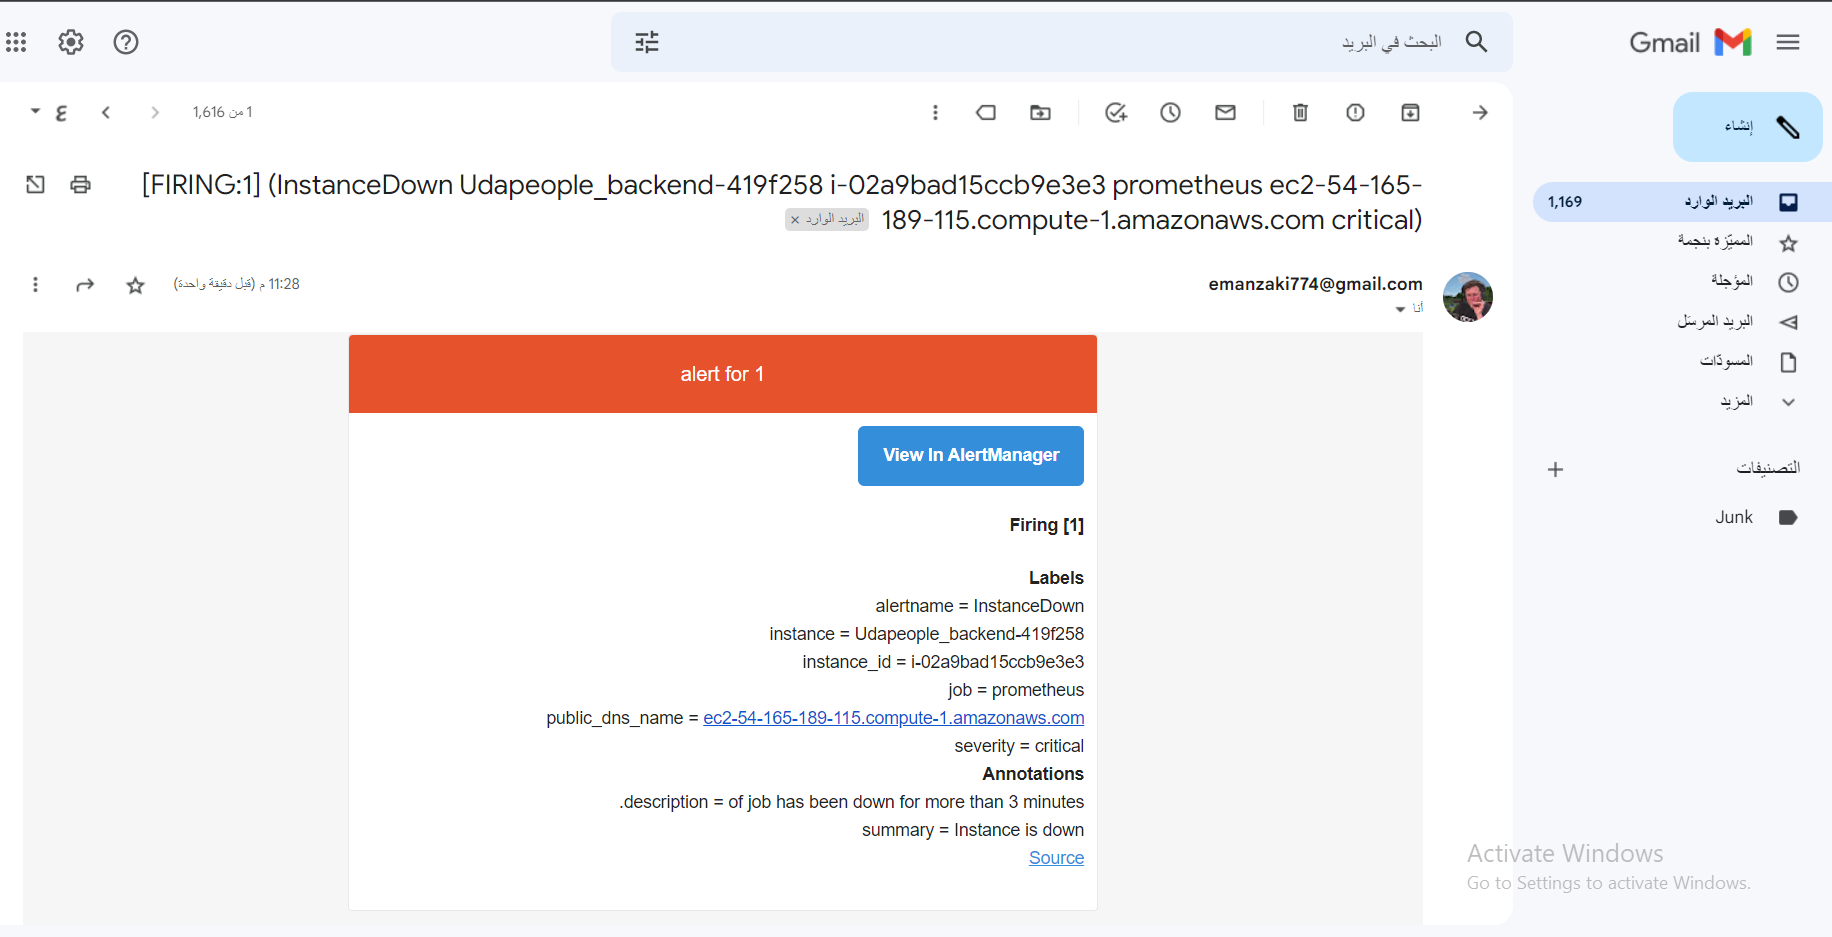 Gmail
البحث في البريد
إنشاء
البريد الوارد 1,169
المميّزة بنجمة
المؤجلة
البريد المرسَل
المسودّات
المزيد
التصنيفات
Junk
1 من 1,616
ع
[FIRING:1] (InstanceDown Udapeople_backend-419f258 i-02a9bad15ccb9e3e3 prometheus ec2-54-165-
189-115.compute-1.amazonaws.com critical)
البريد الوارد ×
emanzaki774@gmail.com
11:28 م (قبل دقيقة واحدة)
أنا
alert for 1
View In AlertManager
Firing [1]
Labels
alertname = InstanceDown
instance = Udapeople_backend-419f258
instance_id = i-02a9bad15ccb9e3e3
job = prometheus
public_dns_name = ec2-54-165-189-115.compute-1.amazonaws.com
severity = critical
Annotations
.description = of job has been down for more than 3 minutes
summary = Instance is down
Source
Activate Windows
Go to Settings to activate Windows.